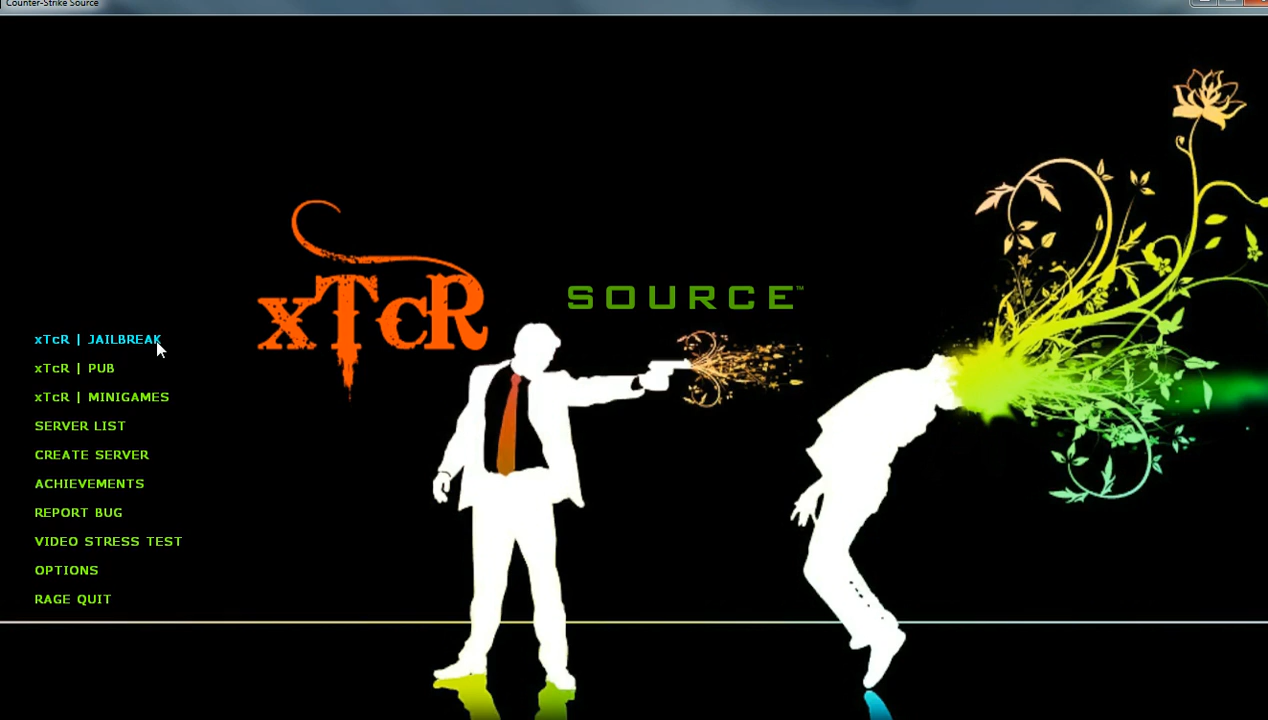 Counter-Strike Source
xTcR
SOURCE™
xTcR | JAILBREAK
xTcR | PUB
xTcR | MINIGAMES
SERVER LIST
CREATE SERVER
ACHIEVEMENTS
REPORT BUG
VIDEO STRESS TEST
OPTIONS
RAGE QUIT